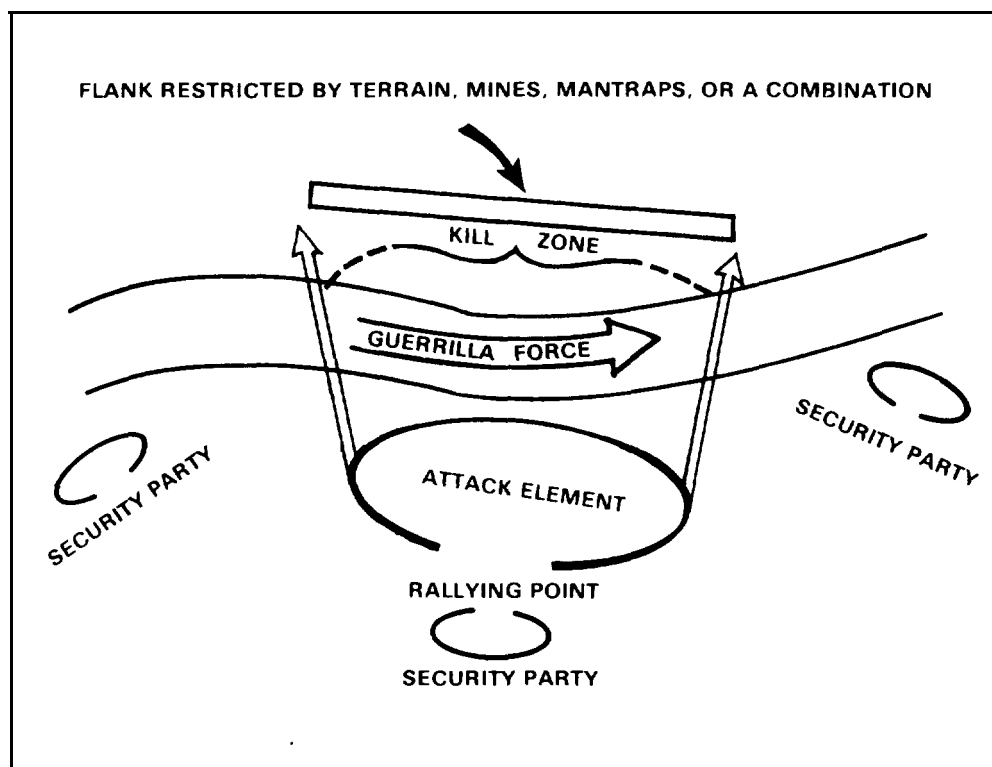 FLANK RESTRICTED BY TERRAIN, MINES, MANTRAPS, OR A COMBINATION
KILL ZONE
GUERRILLA FORCE
SECURITY PARTY
ATTACK ELEMENT
SECURITY PARTY
RALLYING POINT
SECURITY PARTY